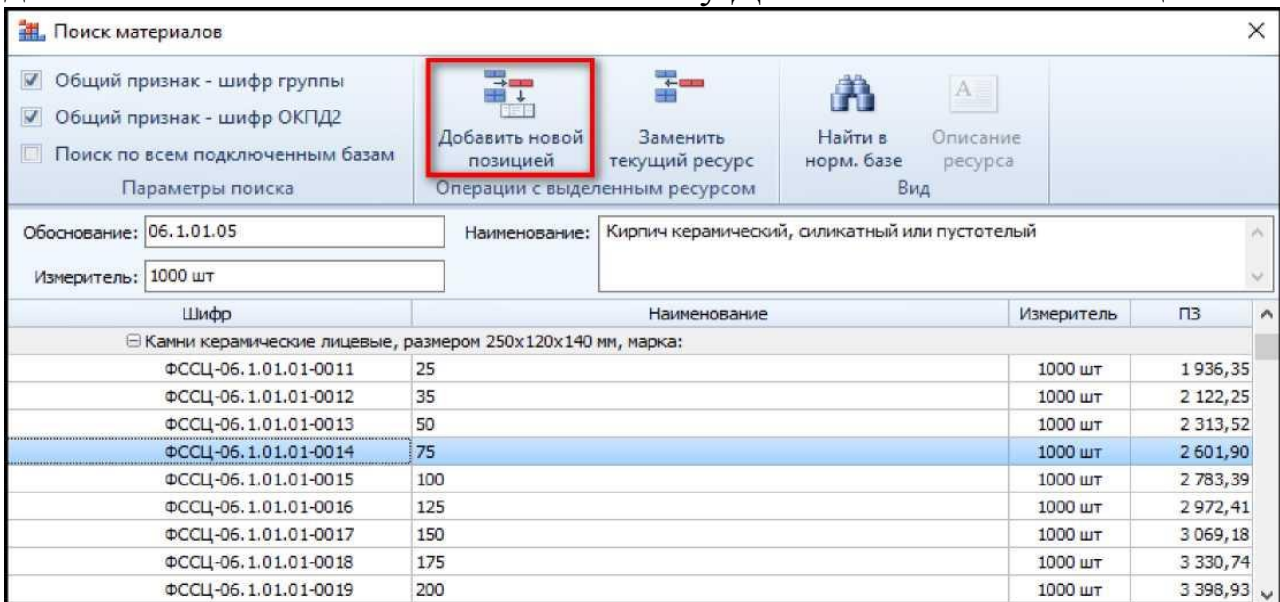 Поиск материалов
Общий признак - шифр группы
Общий признак - шифр ОКПД2
Поиск по всем подключенным базам
Параметры поиска
Добавить новой
позицией
Заменить
текущий ресурс
Операции с выделенным ресурсом
Найти в
норм. базе
Описание
ресурса
Вид
Обоснование: 06.1.01.05
Наименование: Кирпич керамический, силикатный или пустотелый
Измеритель: 1000 шт
Шифр Наименование Измеритель ПЗ
Камни керамические лицевые, размером 250x120x140 мм, марка:
ФССЦ-06.1.01.01-0011 25 1000 шт 1 936,35
ФССЦ-06.1.01.01-0012 35 1000 шт 2 122,25
ФССЦ-06.1.01.01-0013 50 1000 шт 2 313,52
ФССЦ-06.1.01.01-0014 75 1000 шт 2 601,90
ФССЦ-06.1.01.01-0015 100 1000 шт 2 783,39
ФССЦ-06.1.01.01-0016 125 1000 шт 2 972,41
ФССЦ-06.1.01.01-0017 150 1000 шт 3 069,18
ФССЦ-06.1.01.01-0018 175 1000 шт 3 330,74
ФССЦ-06.1.01.01-0019 200 1000 шт 3 398,93